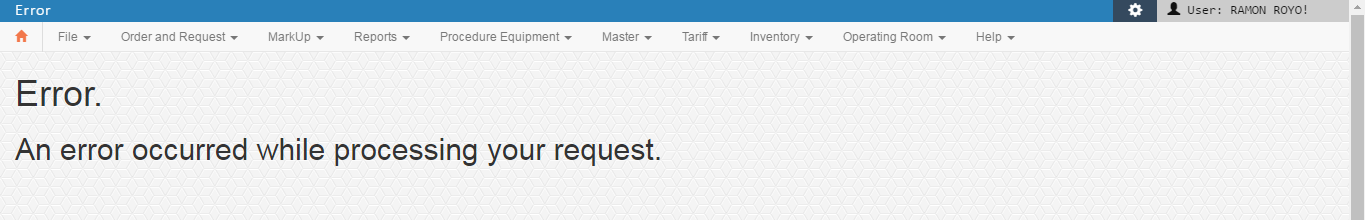 Error
User: RAMON ROYO!
File Order and Request MarkUp Reports Procedure Equipment Master Tariff Inventory Operating Room Help
Error.
An error occurred while processing your request.